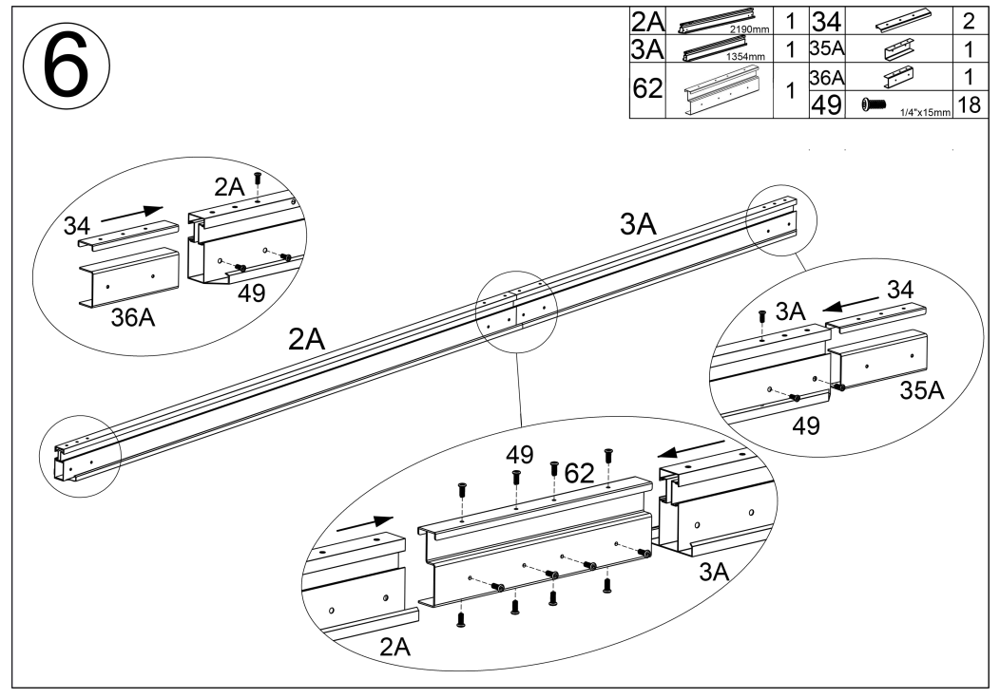 6
2A 2190mm 1 34 2
3A 1354mm 1 35A 1
62 1 36A 1
49 1/4"x15mm 18
2A
34
49
36A
3A
2A
34
3A
35A
49
49
62
3A
2A